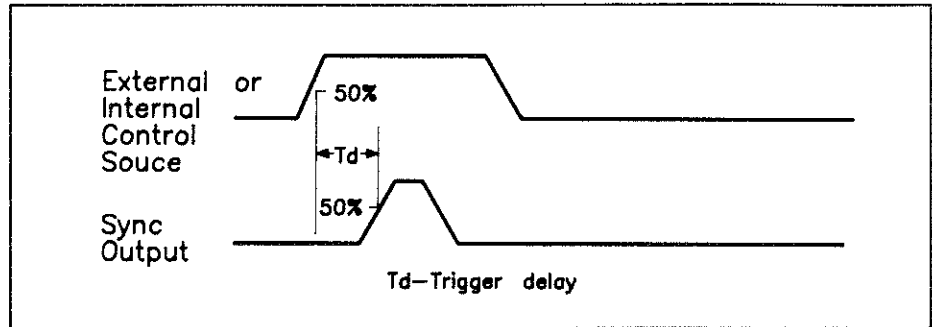 External or
Internal
Control
Souce
50%
Td
50%
Sync
Output
Td-Trigger delay